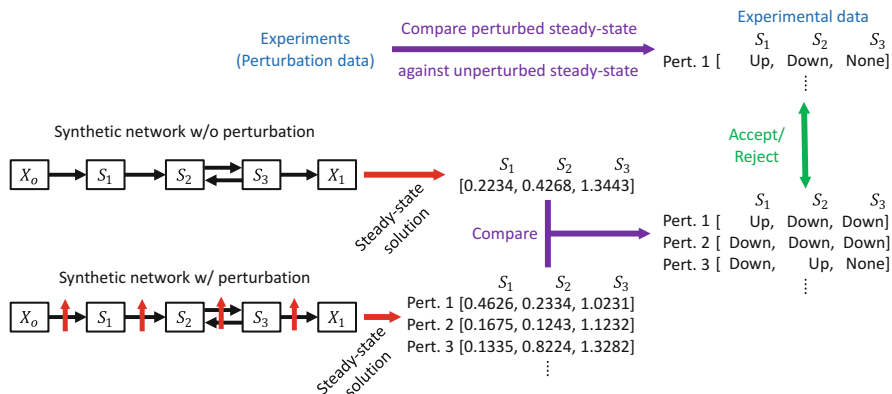 Experimental data
Experiments
(Perturbation data)
Compare perturbed steady-state
against unperturbed steady-state
S₁ S₂ S₃
Pert. 1 [ Up, Down, None]
⋮
Accept/
Reject
Synthetic network w/o perturbation
Xₒ S₁ S₂ S₃ X₁
Steady-state
solution
S₁ S₂ S₃
[0.2234, 0.4268, 1.3443]
Compare
S₁ S₂ S₃
Pert. 1 [ Up, Down, Down]
Pert. 2 [ Down, Down, Down]
Pert. 3 [ Down, Up, None]
⋮
Synthetic network w/ perturbation
Xₒ S₁ S₂ S₃ X₁
Steady-state
solution
S₁ S₂ S₃
Pert. 1 [0.4626, 0.2334, 1.0231]
Pert. 2 [0.1675, 0.1243, 1.1232]
Pert. 3 [0.1335, 0.8224, 1.3282]
⋮